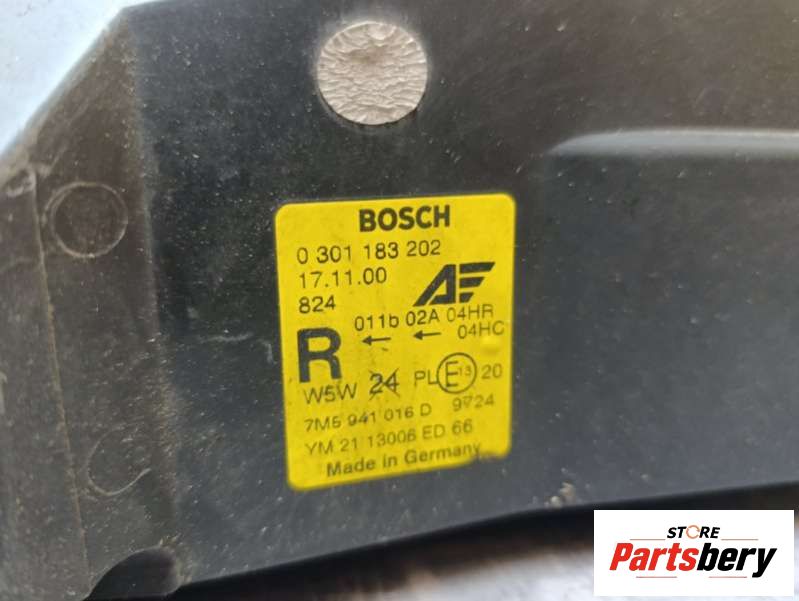 BOSCH
0 301 183 202
17.11.00
824 AF
011b 02A 04HR
R ← ← 04HC
W5W 24 PL E13 20
7M5 941 016 D 9724
YM 21 13006 ED 66
Made in Germany
STORE
Partsbery